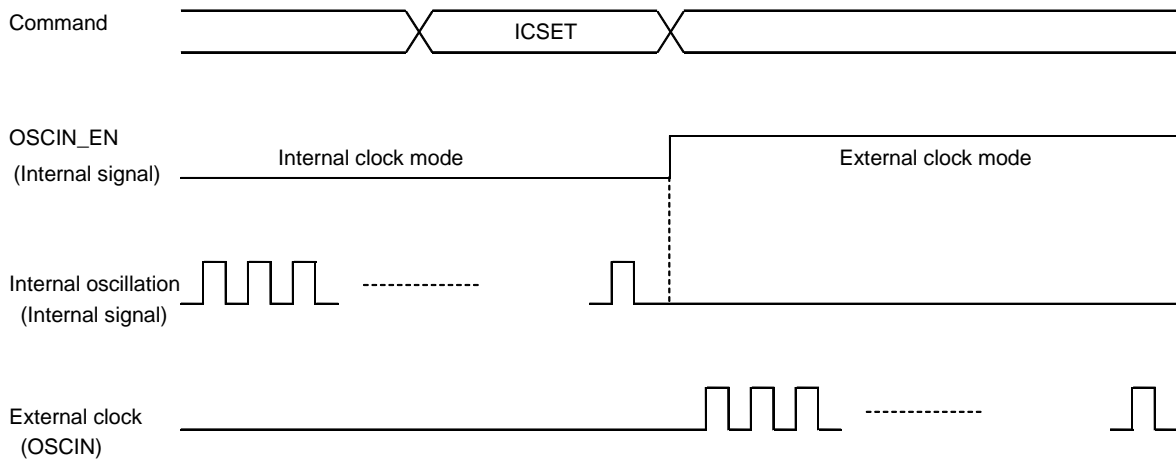 Command
ICSET
OSCIN_EN
(Internal signal)
Internal clock mode
External clock mode
Internal oscillation
(Internal signal)
External clock
(OSCIN)